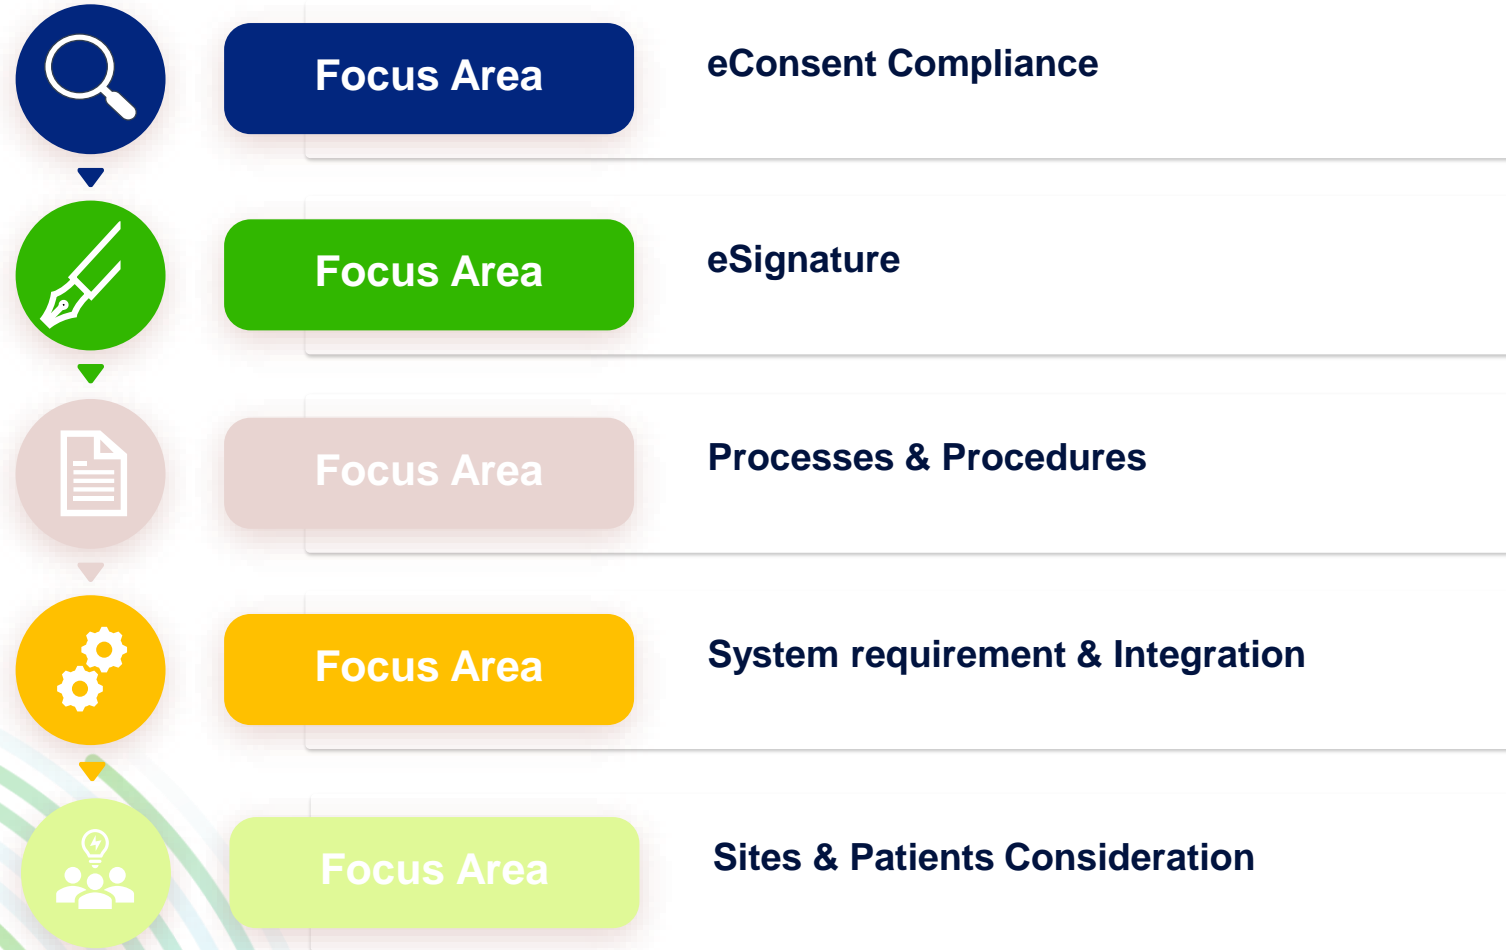 Focus Area
eConsent Compliance
Focus Area
eSignature
Focus Area
Processes & Procedures
Focus Area
System requirement & Integration
Focus Area
Sites & Patients Consideration